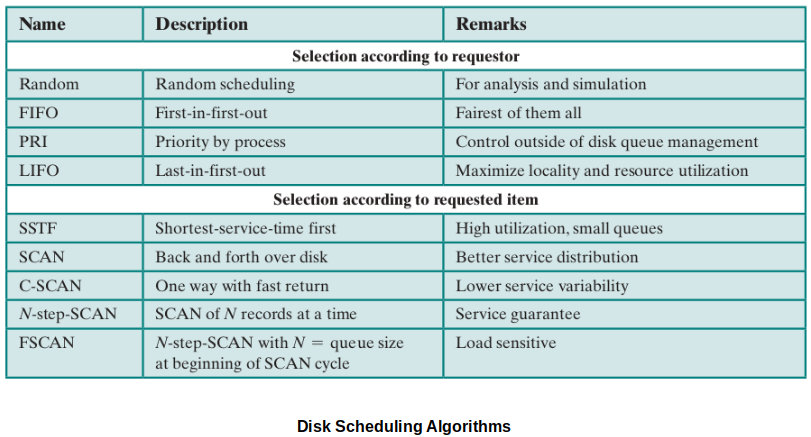 Name Description Remarks
Selection according to requestor
Random Random scheduling For analysis and simulation
FIFO First-in-first-out Fairest of them all
PRI Priority by process Control outside of disk queue management
LIFO Last-in-first-out Maximize locality and resource utilization
Selection according to requested item
SSTF Shortest-service-time first High utilization, small queues
SCAN Back and forth over disk Better service distribution
C-SCAN One way with fast return Lower service variability
N-step-SCAN SCAN of N records at a time Service guarantee
FSCAN N-step-SCAN with N = queue size Load sensitive
at beginning of SCAN cycle
Disk Scheduling Algorithms